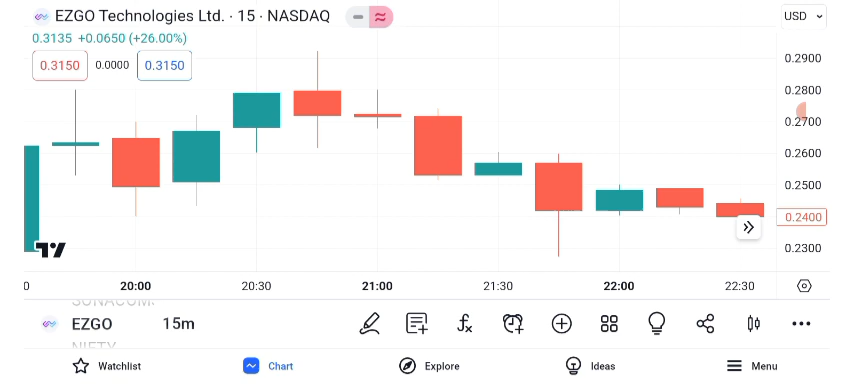 EZGO Technologies Ltd. · 15 · NASDAQ
USD
0.3135 +0.0650 (+26.00%)
0.3150 0.0000 0.3150
0.2900
0.2800
0.2700
0.2600
0.2500
0.2400
0.2300
0 20:00 20:30 21:00 21:30 22:00 22:30
EZGO 15m
NIFTY
Watchlist Chart Explore Ideas Menu